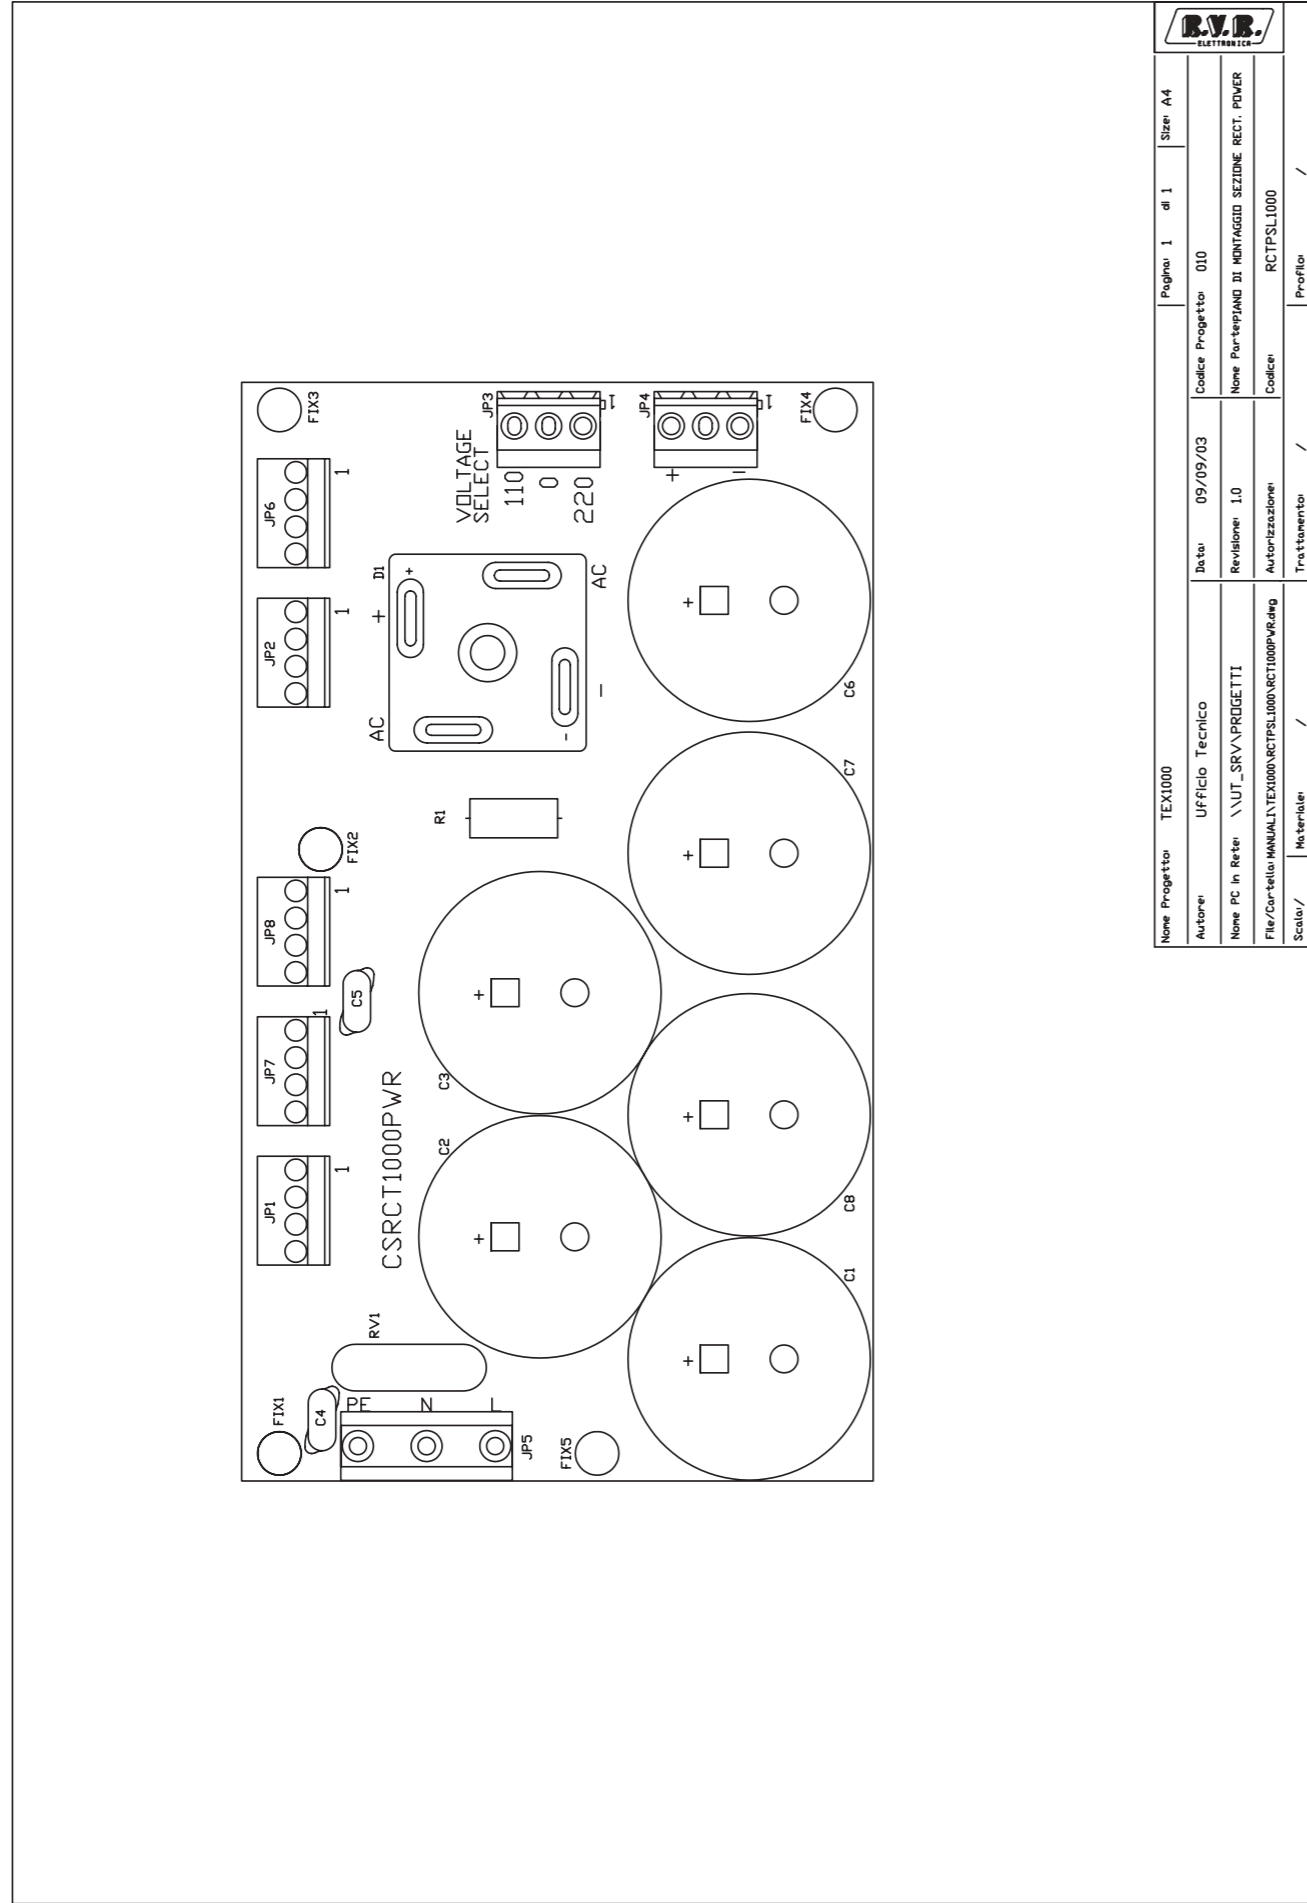 R.V.R.
ELETTRONICA
Nome Progetto: TEX1000
Pagina: 1 di 1
Size: A4
Autore: Ufficio Tecnico
Data: 09/09/03
Codice Progetto: 010
Nome PC in Rete: \\UT_SRV\PROGETTI
Revisione: 1.0
Nome Parte:PIANO DI MONTAGGIO SEZIONE RECT. POWER
File/Cartella: MANUALI\TEX1000\RCTPSL1000\RCT1000PWR.dwg
Autorizzazione:
Codice: RCTPSL1000
Scala: /
Materiale: /
Trattamento: /
Profilo: /
FIX1
C4
PE
N
L
JP5
FIX5
RV1
JP1
1
JP7
1
JP8
1
C5
FIX2
JP2
1
JP6
1
FIX3
CSRCT1000PWR
C2
+
C3
+
R1
AC
+
D1
+
-
-
AC
VOLTAGE
SELECT
110
0
220
JP3
1
JP4
1
+
-
FIX4
C1
+
C8
+
C7
+
C6
+